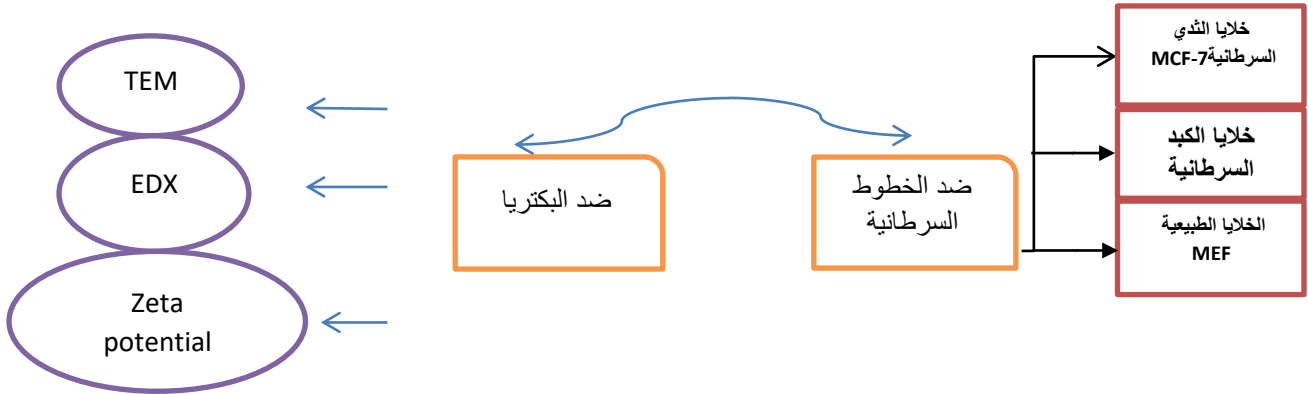 TEM
EDX
Zeta
potential
ضد البكتريا
ضد الخطوط
السرطانية
خلايا الثدي
السرطانيةMCF-7
خلايا الكبد
السرطانية
الخلايا الطبيعية
MEF